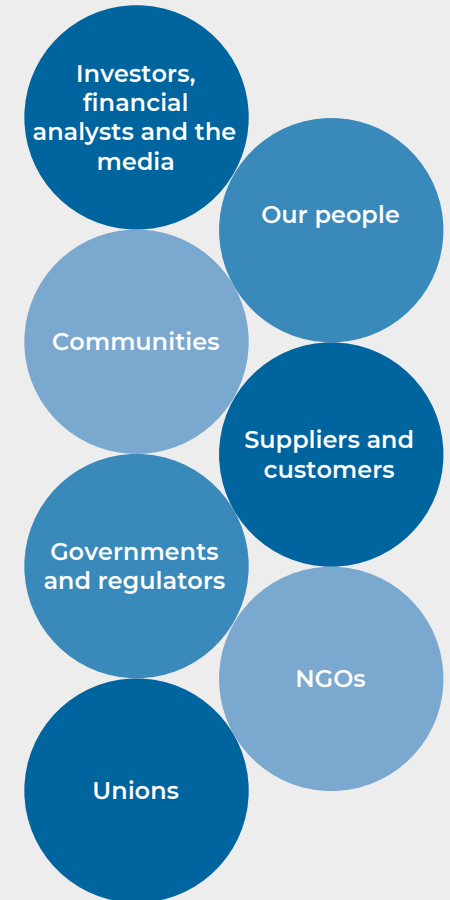 Investors,
financial
analysts and the
media
Our people
Communities
Suppliers and
customers
Governments
and regulators
NGOs
Unions